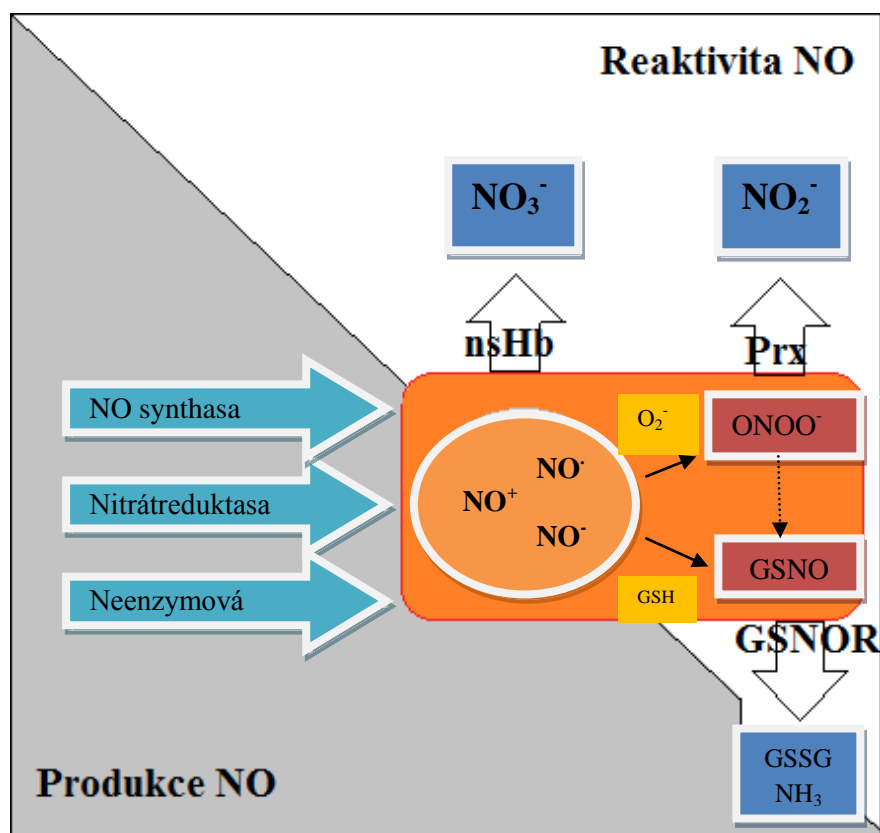 Reaktivita NO
NO₃⁻
NO₂⁻
nsHb
Prx
NO synthasa
Nitrátreduktasa
Neenzymová
NO⁺
NO·
NO⁻
O₂⁻
GSH
ONOO⁻
GSNO
GSNOR
GSSG
NH₃
Produkce NO